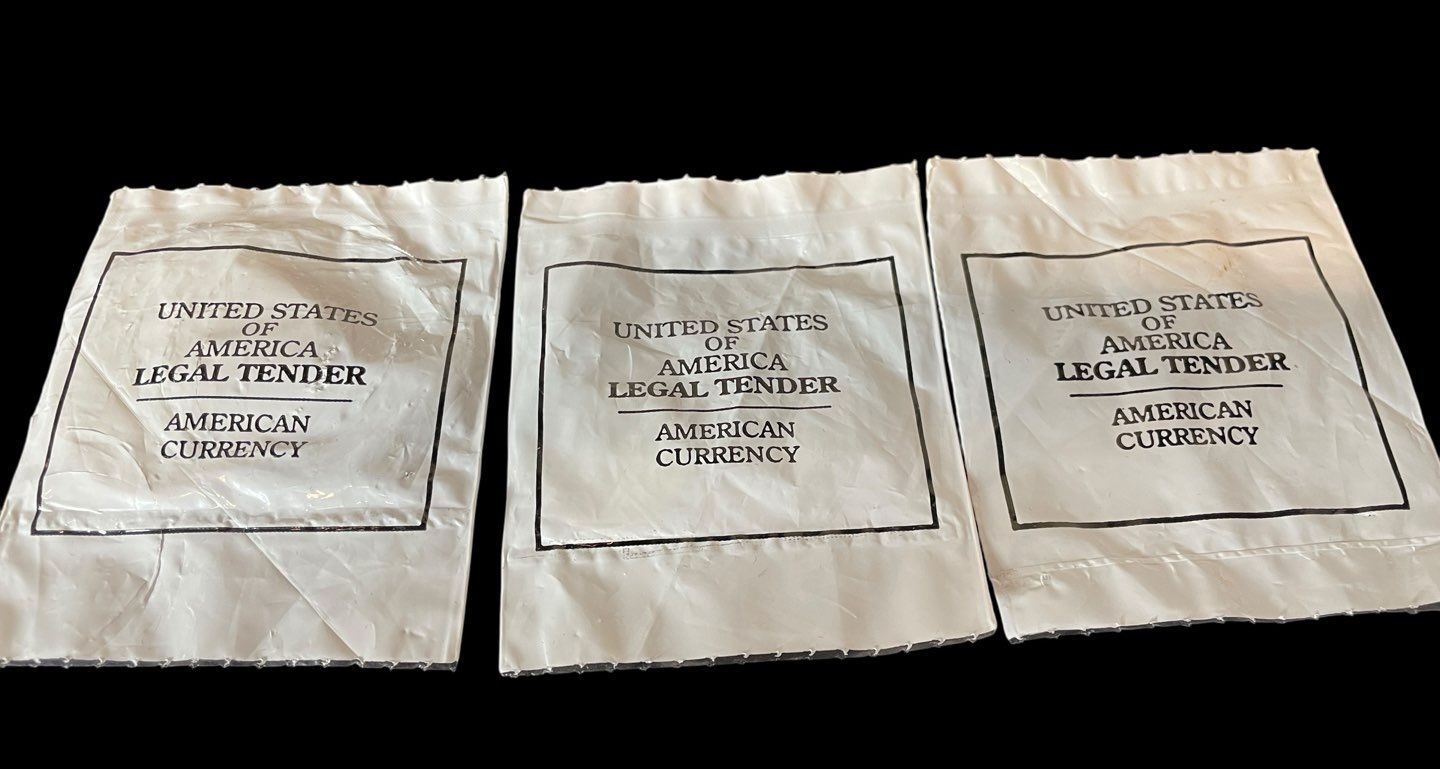 UNITED STATES
OF
AMERICA
LEGAL TENDER
AMERICAN
CURRENCY
UNITED STATES
OF
AMERICA
LEGAL TENDER
AMERICAN
CURRENCY
UNITED STATES
OF
AMERICA
LEGAL TENDER
AMERICAN
CURRENCY